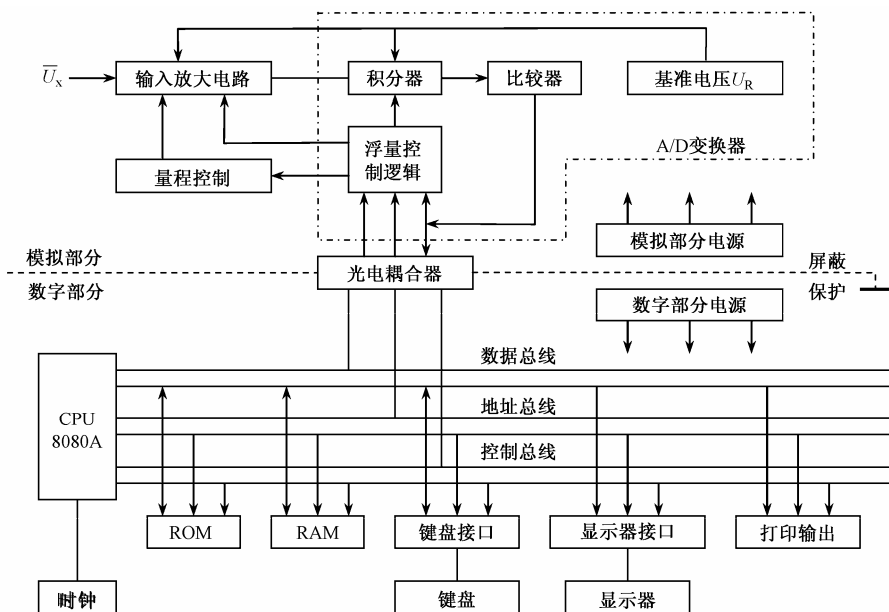 U̅x
输入放大电路
积分器
比较器
基准电压UR
A/D变换器
浮量控
制逻辑
量程控制
模拟部分电源
模拟部分
光电耦合器
屏蔽
数字部分
保护
数字部分电源
数据总线
CPU
8080A
地址总线
控制总线
ROM
RAM
键盘接口
显示器接口
打印输出
时钟
键盘
显示器